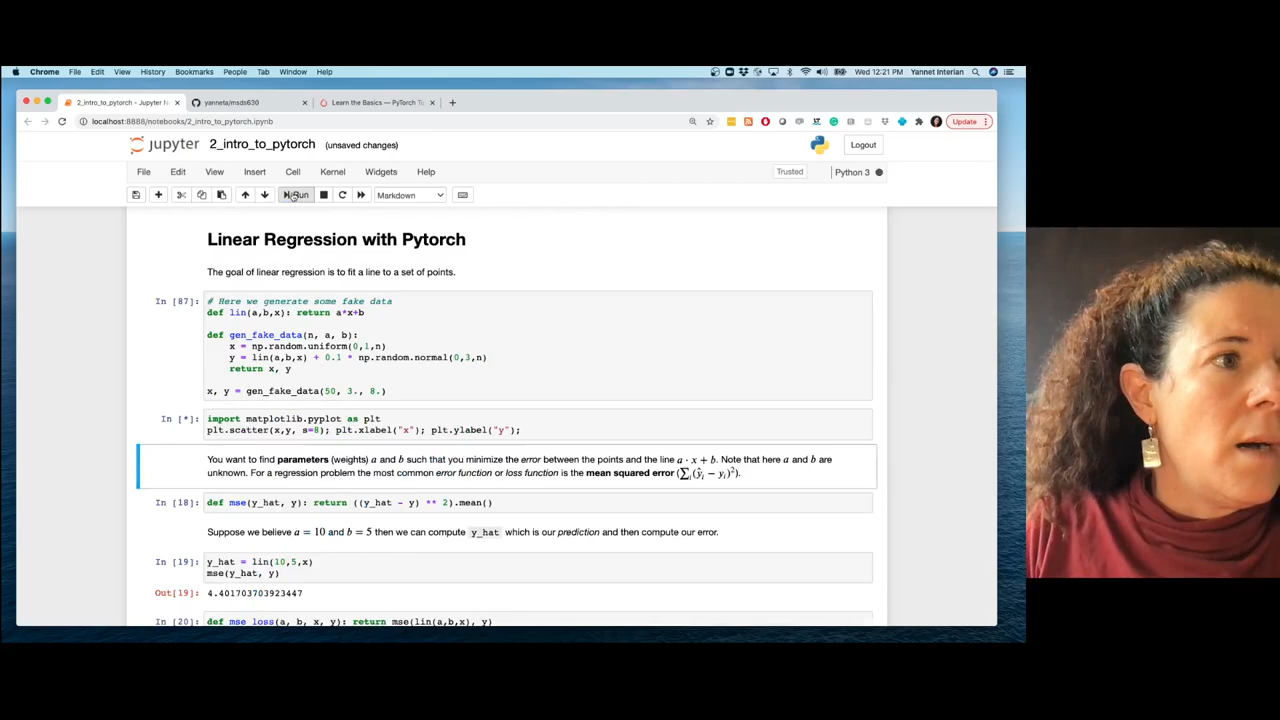 Chrome File Edit View History Bookmarks People Tab Window Help
Wed 12:21 PM Yannet Interian
2_intro_to_pytorch - Jupyter N
yanneta/msds630
Learn the Basics — PyTorch Tu
localhost:8888/notebooks/2_intro_to_pytorch.ipynb
Update
jupyter 2_intro_to_pytorch (unsaved changes)
Logout
File Edit View Insert Cell Kernel Widgets Help
Trusted
Python 3
Run
Markdown
Linear Regression with Pytorch
The goal of linear regression is to fit a line to a set of points.
In [87]: # Here we generate some fake data
def lin(a,b,x): return a*x+b
def gen_fake_data(n, a, b):
x = np.random.uniform(0,1,n)
y = lin(a,b,x) + 0.1 * np.random.normal(0,3,n)
return x, y
x, y = gen_fake_data(50, 3., 8.)
In [*]: import matplotlib.pyplot as plt
plt.scatter(x,y, s=8); plt.xlabel("x"); plt.ylabel("y");
You want to find parameters (weights) a and b such that you minimize the error between the points and the line a · x + b. Note that here a and b are
unknown. For a regression problem the most common error function or loss function is the mean squared error (∑ᵢ(ŷᵢ − yᵢ)²).
In [18]: def mse(y_hat, y): return ((y_hat - y) ** 2).mean()
Suppose we believe a = 10 and b = 5 then we can compute y_hat which is our prediction and then compute our error.
In [19]: y_hat = lin(10,5,x)
mse(y_hat, y)
Out[19]: 4.401703703923447
In [20]: def mse_loss(a, b, x, y): return mse(lin(a,b,x), y)